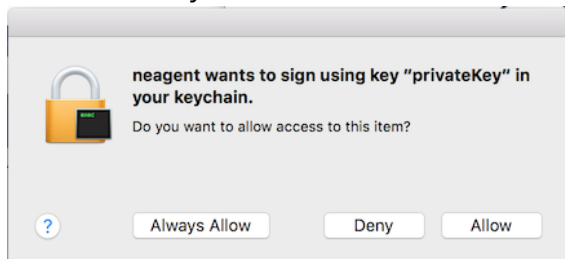 neagent wants to sign using key "privateKey" in
your keychain.
Do you want to allow access to this item?
?
Always Allow
Deny
Allow